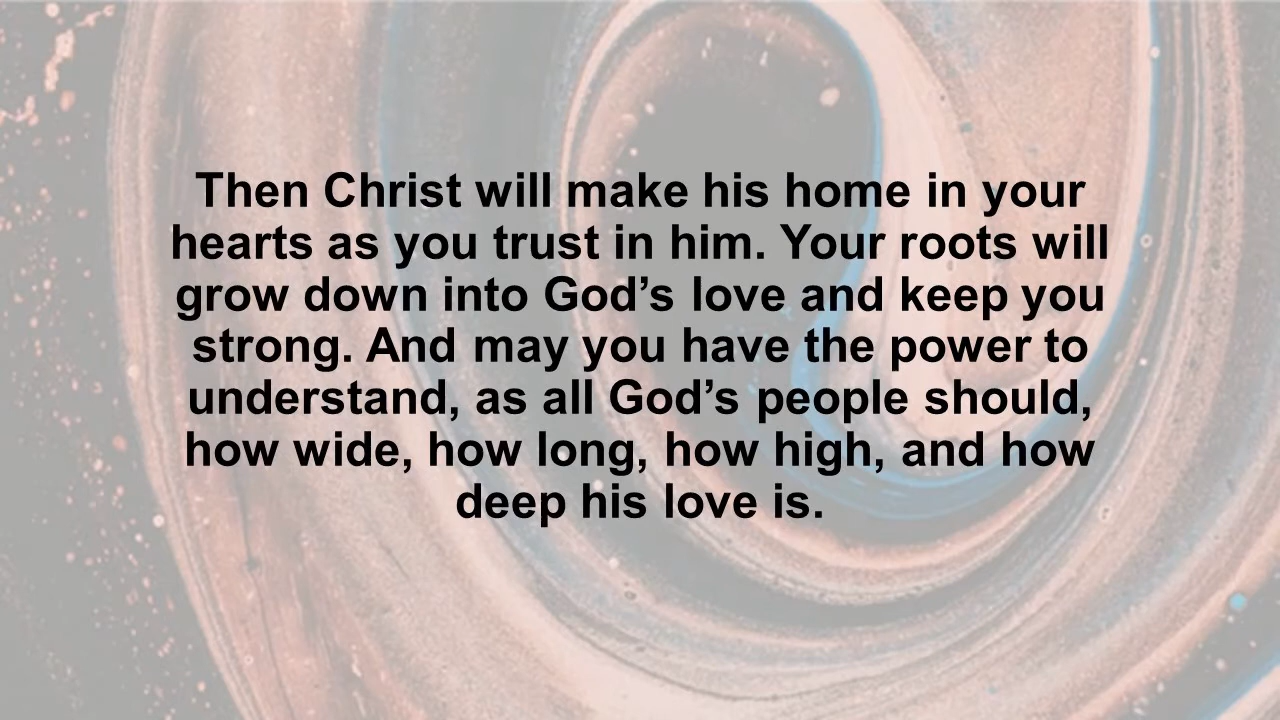 Then Christ will make his home in your
hearts as you trust in him. Your roots will
grow down into God’s love and keep you
strong. And may you have the power to
understand, as all God’s people should,
how wide, how long, how high, and how
deep his love is.